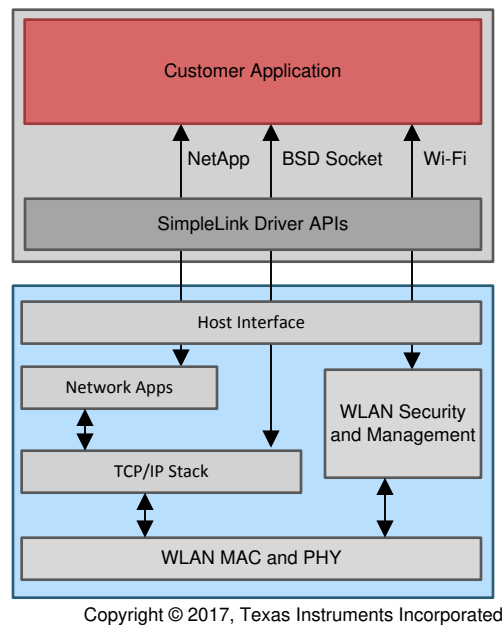 Customer Application
NetApp
BSD Socket
Wi-Fi
SimpleLink Driver APIs
Host Interface
Network Apps
WLAN Security
and Management
TCP/IP Stack
WLAN MAC and PHY
Copyright © 2017, Texas Instruments Incorporated